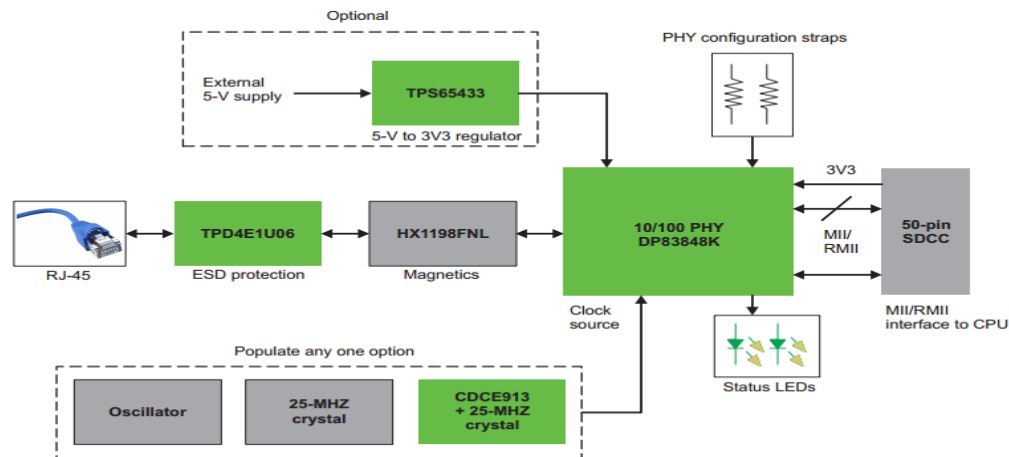 Optional
External
5-V supply
TPS65433
5-V to 3V3 regulator
PHY configuration straps
RJ-45
TPD4E1U06
ESD protection
HX1198FNL
Magnetics
10/100 PHY
DP83848K
3V3
MII/
RMII
50-pin
SDCC
MII/RMII
interface to CPU
Clock
source
Status LEDs
Populate any one option
Oscillator
25-MHZ
crystal
CDCE913
+ 25-MHZ
crystal